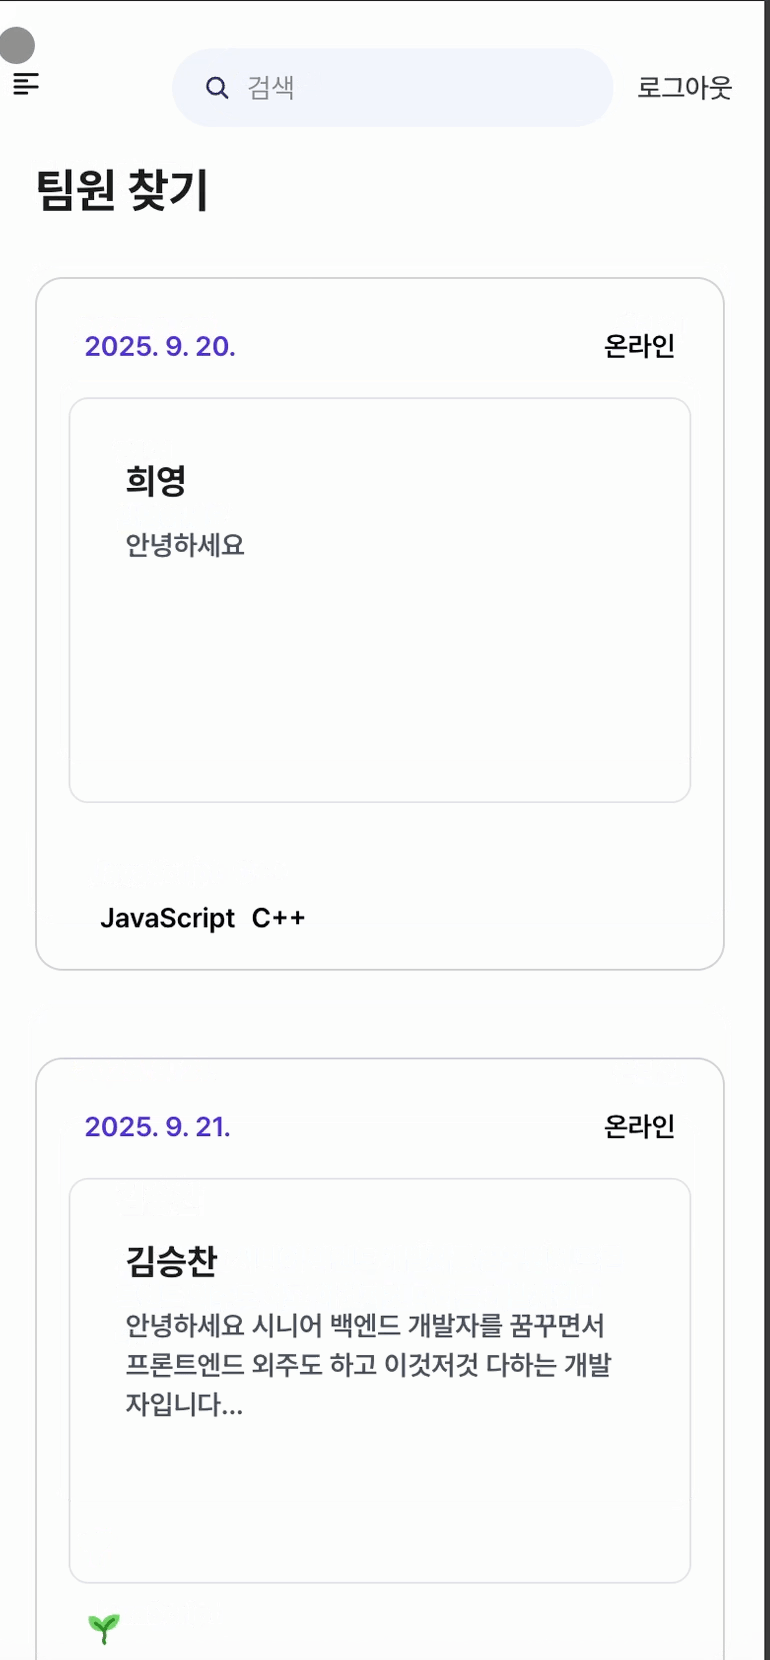 검색
로그아웃
팀원 찾기
2025. 9. 20.
온라인
희영
안녕하세요
JavaScript C++
2025. 9. 21.
온라인
김승찬
안녕하세요 시니어 백엔드 개발자를 꿈꾸면서
프론트엔드 외주도 하고 이것저것 다하는 개발
자입니다...